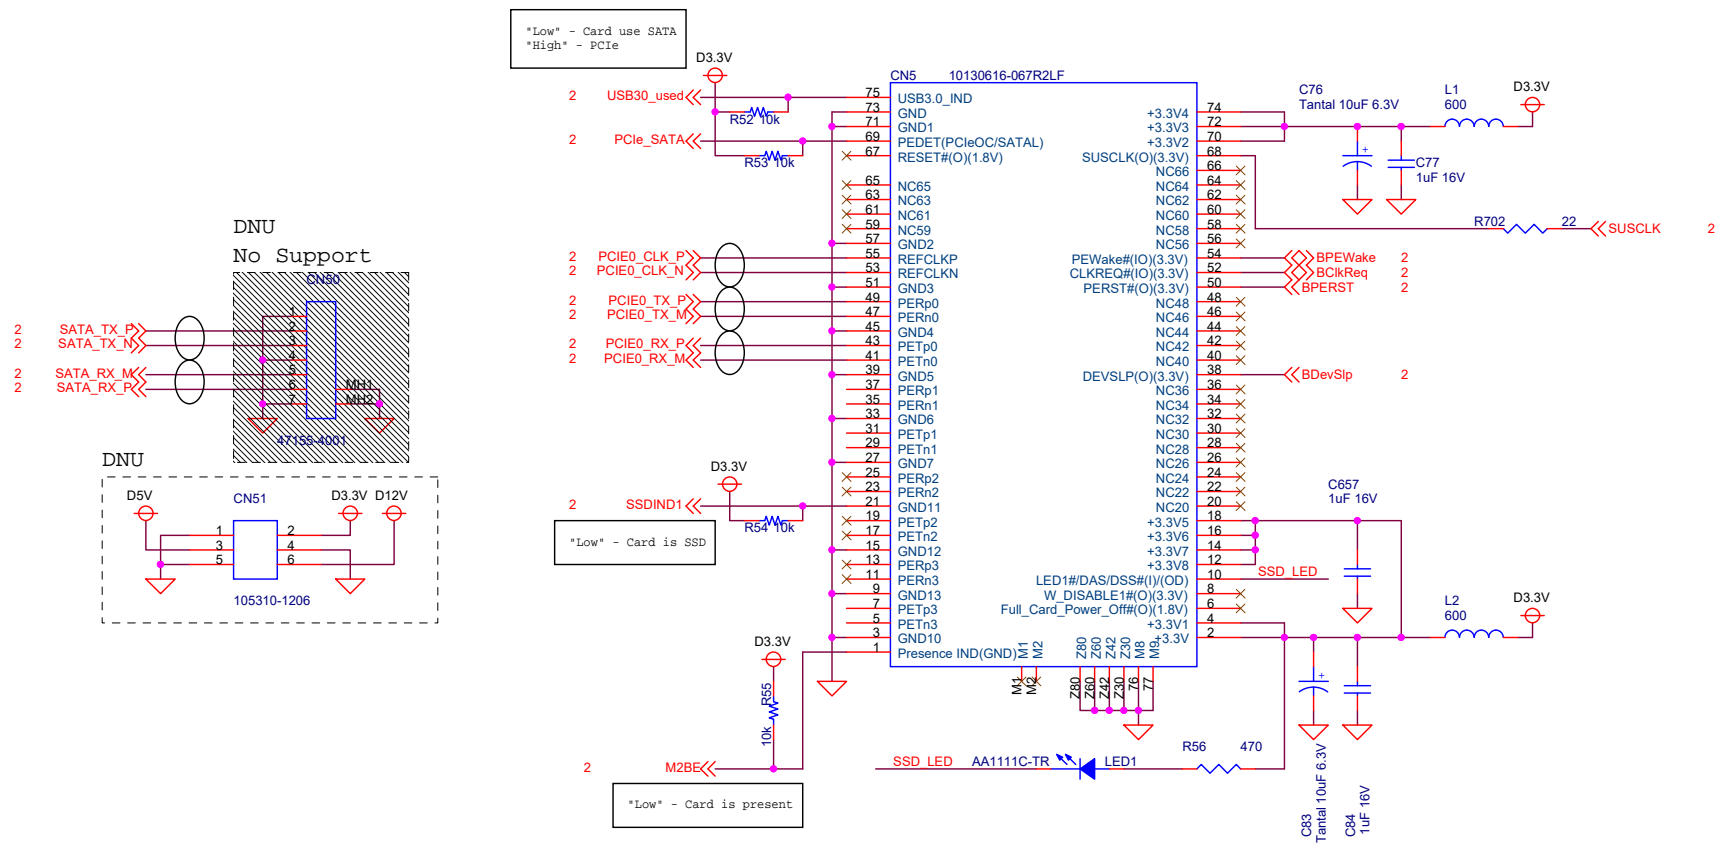 "Low" - Card use SATA
"High" - PCIe
D3.3V
2 USB30_used
R52 10k
2 PCIe_SATA
R53 10k
CN5 10130616-067R2LF
75 USB3.0_IND
73 GND
71 GND1
69 PEDET(PCIeOC/SATAL)
67 RESET#(O)(1.8V)
65 NC65
63 NC63
61 NC61
59 NC59
57 GND2
55 REFCLKP
53 REFCLKN
51 GND3
49 PERp0
47 PERn0
45 GND4
43 PETp0
41 PETn0
39 GND5
37 PERp1
35 PERn1
33 GND6
31 PETp1
29 PETn1
27 GND7
25 PERp2
23 PERn2
21 GND11
19 PETp2
17 PETn2
15 GND12
13 PERp3
11 PERn3
9 GND13
7 PETp3
5 PETn3
3 GND10
1 Presence IND(GND)
+3.3V4 74
+3.3V3 72
+3.3V2 70
SUSCLK(O)(3.3V) 68
NC66 66
NC64 64
NC62 62
NC60 60
NC58 58
NC56 56
PEWake#(IO)(3.3V) 54
CLKREQ#(IO)(3.3V) 52
PERST#(O)(3.3V) 50
NC48 48
NC46 46
NC44 44
NC42 42
NC40 40
DEVSLP(O)(3.3V) 38
NC36 36
NC34 34
NC32 32
NC30 30
NC28 28
NC26 26
NC24 24
NC22 22
NC20 20
+3.3V5 18
+3.3V6 16
+3.3V7 14
+3.3V8 12
LED1#/DAS/DSS#(I)/(OD) 10
W_DISABLE1#(O)(3.3V) 8
Full_Card_Power_Off#(O)(1.8V) 6
+3.3V1 4
+3.3V 2
M1 M2 Z80 Z60 Z42 Z30 M8 M9
M1 M2 Z80 Z60 Z42 Z30 76 77
C76
Tantal 10uF 6.3V
+
C77
1uF 16V
L1
600
D3.3V
R702 22
SUSCLK 2
BPEWake 2
BClkReq 2
BPERST 2
BDevSlp 2
2 PCIE0_CLK_P
2 PCIE0_CLK_N
2 PCIE0_TX_P
2 PCIE0_TX_M
2 PCIE0_RX_P
2 PCIE0_RX_M
DNU
No Support
CN50
1
2
3
4
5
6
7
MH1
MH2
47155-4001
2 SATA_TX_P
2 SATA_TX_N
2 SATA_RX_M
2 SATA_RX_P
DNU
D5V
CN51
D3.3V D12V
1 2
3 4
5 6
105310-1206
D3.3V
2 SSDIND1
R54 10k
"Low" - Card is SSD
D3.3V
R55
10k
2 M2BE
"Low" - Card is present
C657
1uF 16V
SSD_LED
L2
600
D3.3V
+
C83
Tantal 10uF 6.3V
C84
1uF 16V
SSD_LED AA1111C-TR LED1
R56 470